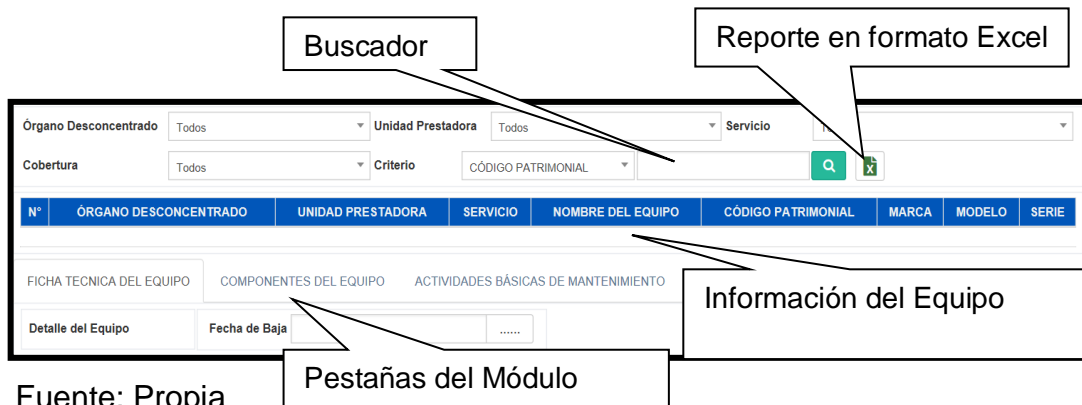 Buscador
Reporte en formato Excel
Órgano Desconcentrado Todos Unidad Prestadora Todos Servicio
Cobertura Todos Criterio CÓDIGO PATRIMONIAL
N° ÓRGANO DESCONCENTRADO UNIDAD PRESTADORA SERVICIO NOMBRE DEL EQUIPO CÓDIGO PATRIMONIAL MARCA MODELO SERIE
FICHA TECNICA DEL EQUIPO COMPONENTES DEL EQUIPO ACTIVIDADES BÁSICAS DE MANTENIMIENTO
Información del Equipo
Detalle del Equipo Fecha de Baja ......
Pestañas del Módulo
Fuente: Propia